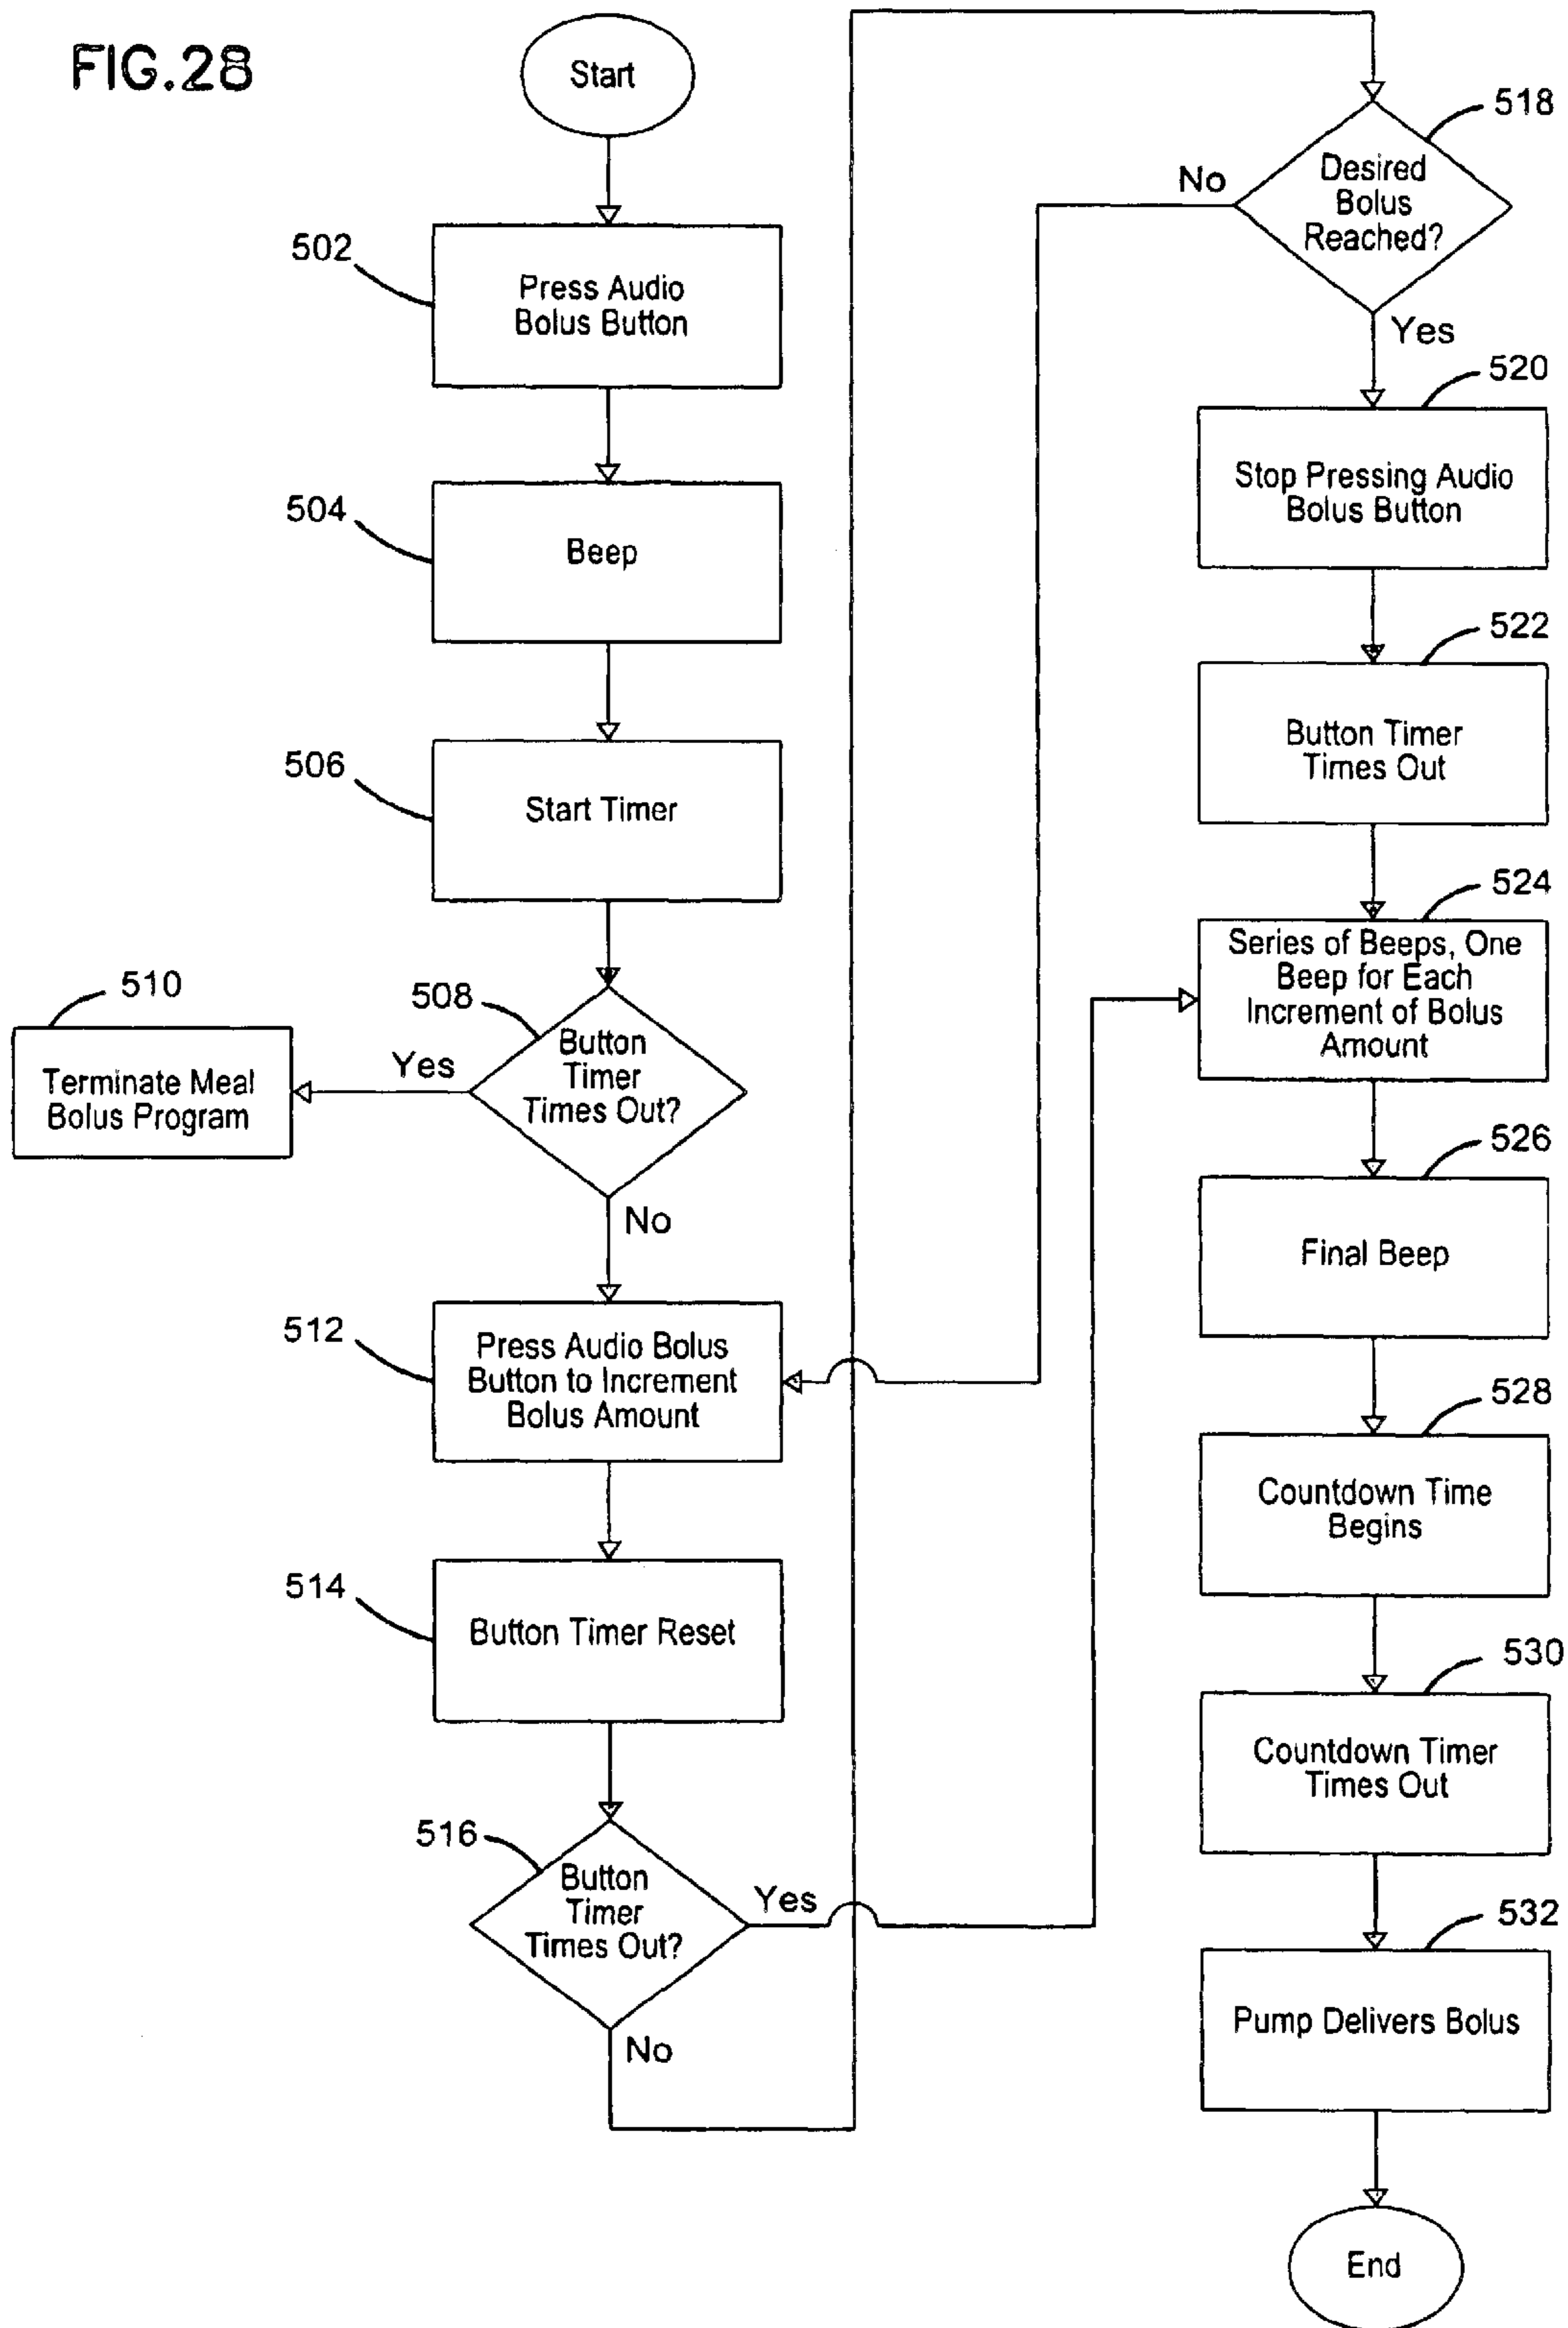 FIG.28
Start
502
Press Audio
Bolus Button
504
Beep
506
Start Timer
508
Button
Timer
Times Out?
Yes
510
Terminate Meal
Bolus Program
No
512
Press Audio Bolus
Button to Increment
Bolus Amount
514
Button Timer Reset
516
Button
Timer
Times Out?
Yes
No
518
Desired
Bolus
Reached?
No
Yes
520
Stop Pressing Audio
Bolus Button
522
Button Timer
Times Out
524
Series of Beeps, One
Beep for Each
Increment of Bolus
Amount
526
Final Beep
528
Countdown Time
Begins
530
Countdown Timer
Times Out
532
Pump Delivers Bolus
End